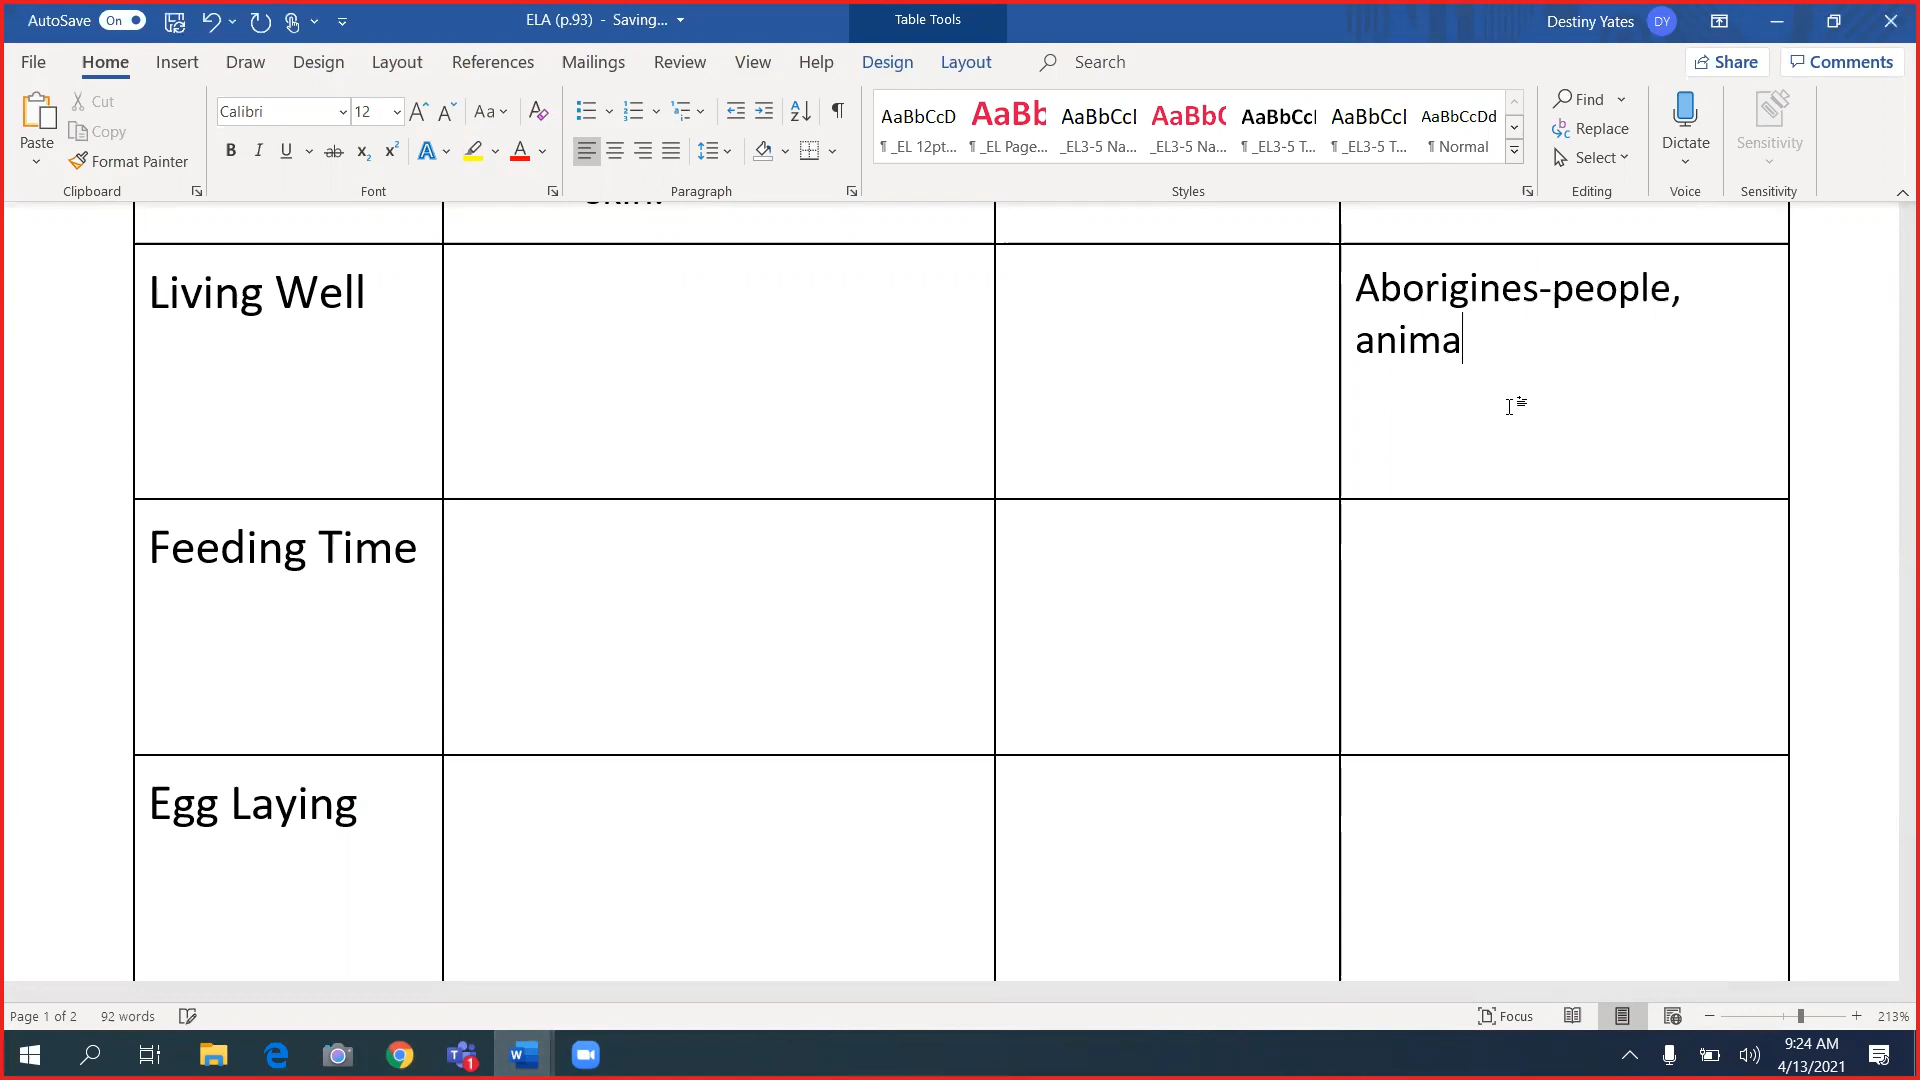 AutoSave On ELA (p.93) - Saving... Table Tools Destiny Yates DY
File Home Insert Draw Design Layout References Mailings Review View Help Design Layout Search Share Comments
Paste
Cut
Copy
Format Painter
Clipboard
Calibri 12
Aa
B I U ab x2 x2 A A
Font
Paragraph
AaBbCcD AaBb AaBbCcI AaBbC AaBbCcI AaBbCcI AaBbCcDd
¶ _EL 12pt... ¶ _EL Page... _EL3-5 Na... _EL3-5 Na... ¶ _EL3-5 T... ¶ _EL3-5 T... ¶ Normal
Styles
Find
Replace
Select
Editing
Dictate
Voice
Sensitivity
Sensitivity
Living Well
Aborigines-people,
anima
Feeding Time
Egg Laying
Page 1 of 2 92 words Focus 213%
9:24 AM
4/13/2021